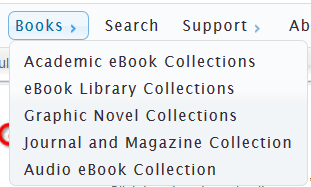 Books Search Support Ab
Academic eBook Collections
eBook Library Collections
Graphic Novel Collections
Journal and Magazine Collection
Audio eBook Collection